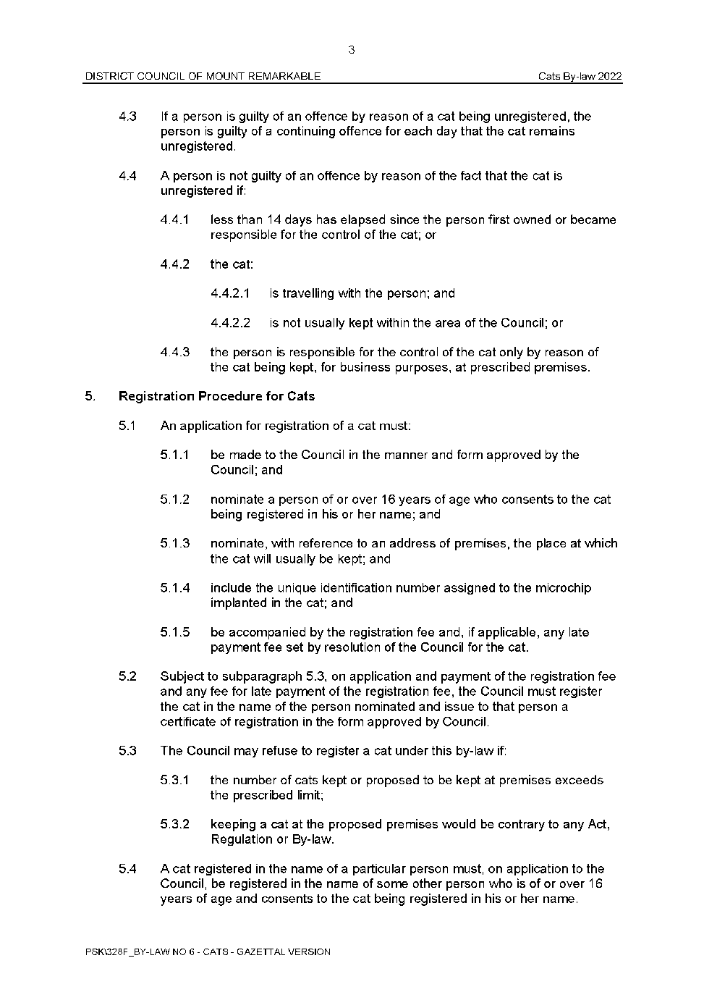 3
DISTRICT COUNCIL OF MOUNT REMARKABLE Cats By-law 2022
4.3 If a person is guilty of an offence by reason of a cat being unregistered, the
person is guilty of a continuing offence for each day that the cat remains
unregistered.
4.4 A person is not guilty of an offence by reason of the fact that the cat is
unregistered if:
4.4.1 less than 14 days has elapsed since the person first owned or became
responsible for the control of the cat; or
4.4.2 the cat:
4.4.2.1 is travelling with the person; and
4.4.2.2 is not usually kept within the area of the Council; or
4.4.3 the person is responsible for the control of the cat only by reason of
the cat being kept, for business purposes, at prescribed premises.
5. Registration Procedure for Cats
5.1 An application for registration of a cat must:
5.1.1 be made to the Council in the manner and form approved by the
Council; and
5.1.2 nominate a person of or over 16 years of age who consents to the cat
being registered in his or her name; and
5.1.3 nominate, with reference to an address of premises, the place at which
the cat will usually be kept; and
5.1.4 include the unique identification number assigned to the microchip
implanted in the cat; and
5.1.5 be accompanied by the registration fee and, if applicable, any late
payment fee set by resolution of the Council for the cat.
5.2 Subject to subparagraph 5.3, on application and payment of the registration fee
and any fee for late payment of the registration fee, the Council must register
the cat in the name of the person nominated and issue to that person a
certificate of registration in the form approved by Council.
5.3 The Council may refuse to register a cat under this by-law if:
5.3.1 the number of cats kept or proposed to be kept at premises exceeds
the prescribed limit;
5.3.2 keeping a cat at the proposed premises would be contrary to any Act,
Regulation or By-law.
5.4 A cat registered in the name of a particular person must, on application to the
Council, be registered in the name of some other person who is of or over 16
years of age and consents to the cat being registered in his or her name.
PSK\328F_BY-LAW NO 6 - CATS - GAZETTAL VERSION